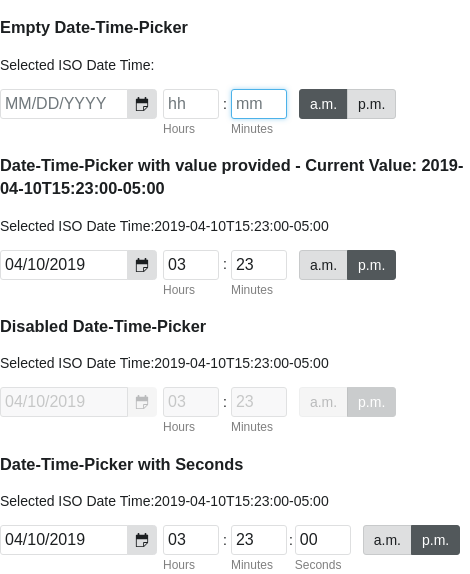 Empty Date-Time-Picker
Selected ISO Date Time:
MM/DD/YYYY hh : mm a.m. p.m.
Hours Minutes
Date-Time-Picker with value provided - Current Value: 2019-
04-10T15:23:00-05:00
Selected ISO Date Time:2019-04-10T15:23:00-05:00
04/10/2019 03 : 23 a.m. p.m.
Hours Minutes
Disabled Date-Time-Picker
Selected ISO Date Time:2019-04-10T15:23:00-05:00
04/10/2019 03 : 23 a.m. p.m.
Hours Minutes
Date-Time-Picker with Seconds
Selected ISO Date Time:2019-04-10T15:23:00-05:00
04/10/2019 03 : 23 : 00 a.m. p.m.
Hours Minutes Seconds